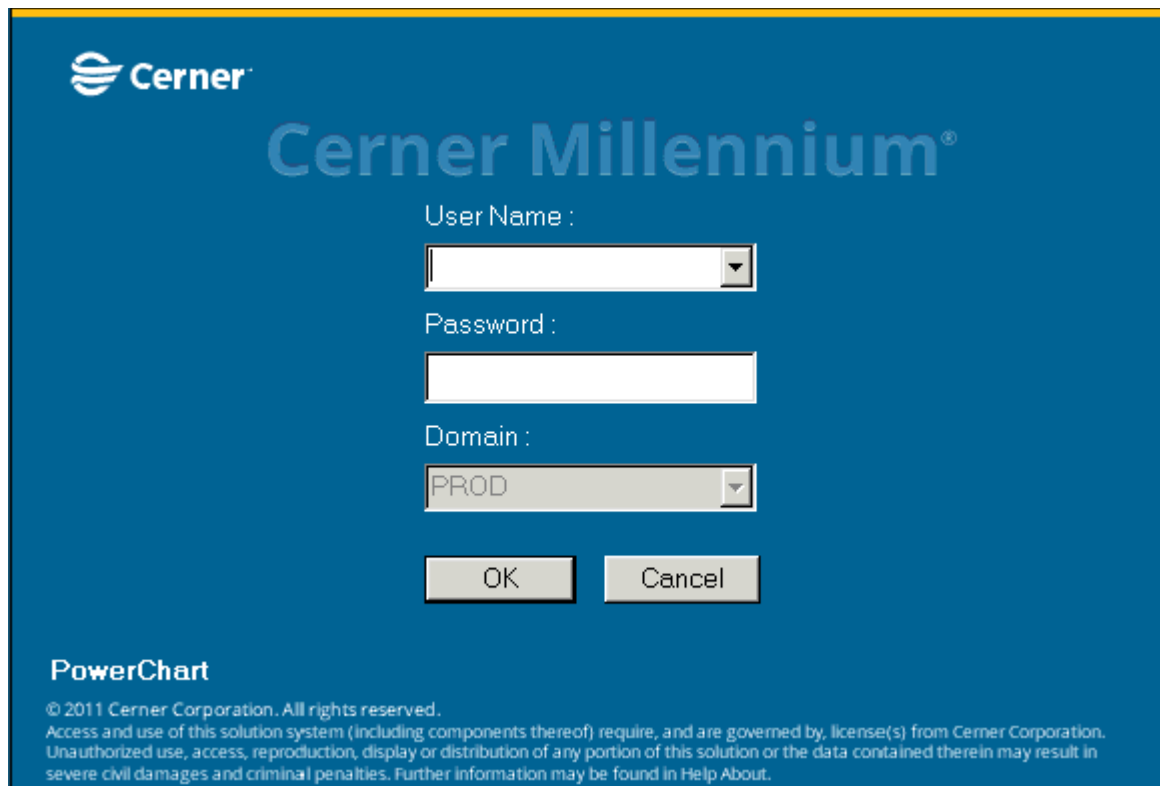 Cerner
Cerner Millennium®
User Name :
Password :
Domain :
PROD
OK Cancel
PowerChart
© 2011 Cerner Corporation. All rights reserved.
Access and use of this solution system (including components thereof) require, and are governed by, license(s) from Cerner Corporation.
Unauthorized use, access, reproduction, display or distribution of any portion of this solution or the data contained therein may result in
severe civil damages and criminal penalties. Further information may be found in Help About.